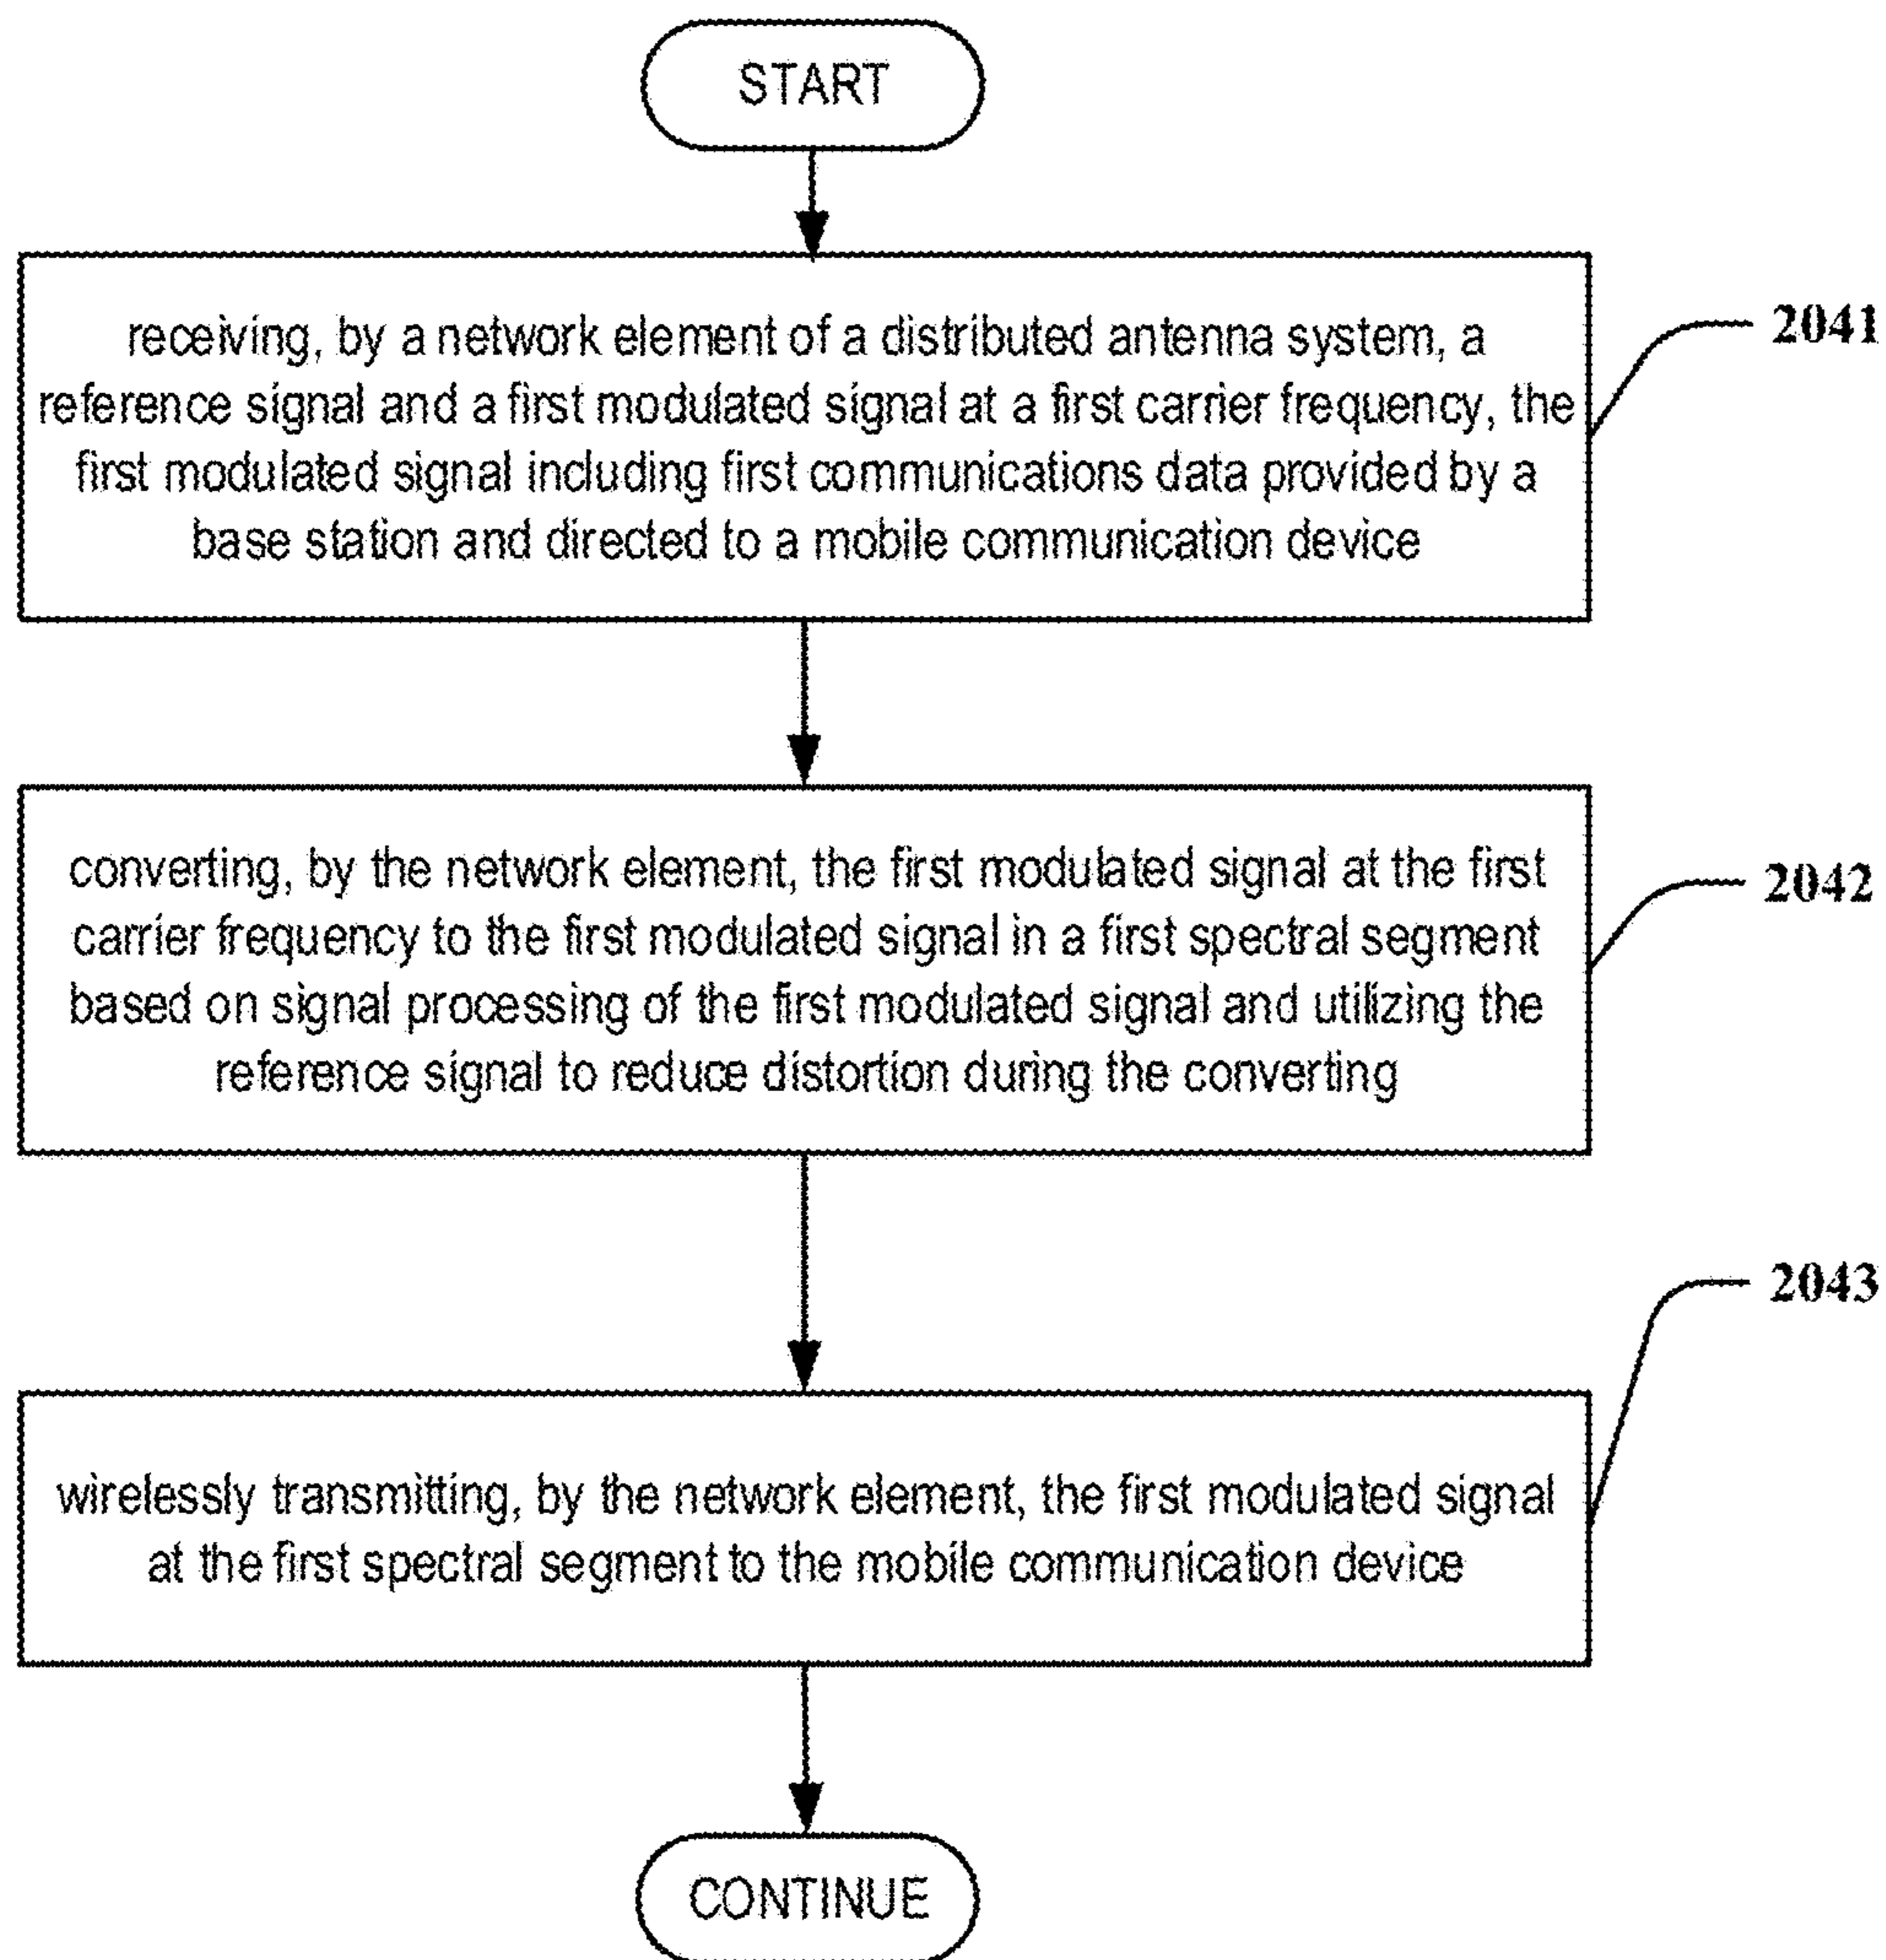 START
receiving, by a network element of a distributed antenna system, a
reference signal and a first modulated signal at a first carrier frequency, the
first modulated signal including first communications data provided by a
base station and directed to a mobile communication device
2041
converting, by the network element, the first modulated signal at the first
carrier frequency to the first modulated signal in a first spectral segment
based on signal processing of the first modulated signal and utilizing the
reference signal to reduce distortion during the converting
2042
wirelessly transmitting, by the network element, the first modulated signal
at the first spectral segment to the mobile communication device
2043
CONTINUE